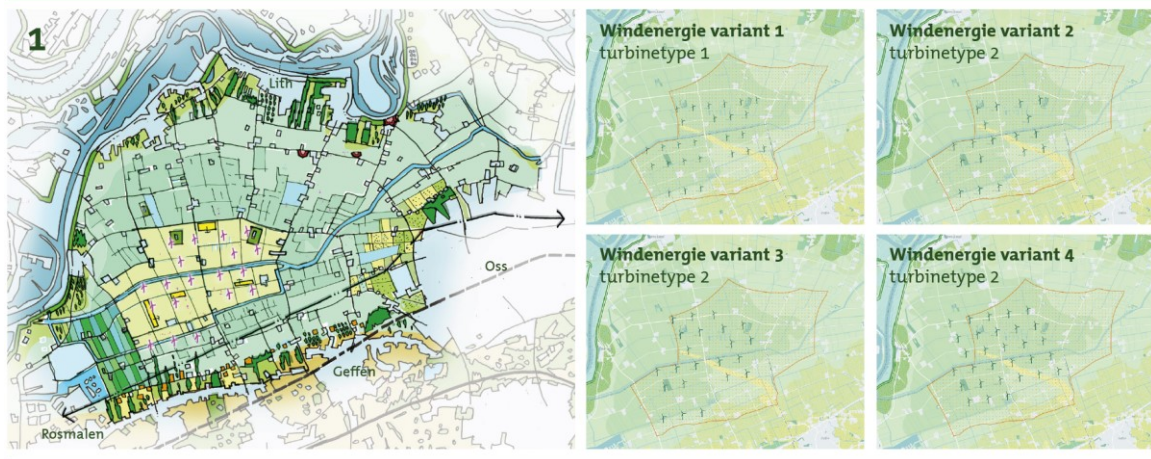 1
Lith
Oss
Geffen
Rosmalen
Windenergie variant 1
turbinetype 1
Windenergie variant 2
turbinetype 2
Windenergie variant 3
turbinetype 2
Windenergie variant 4
turbinetype 2